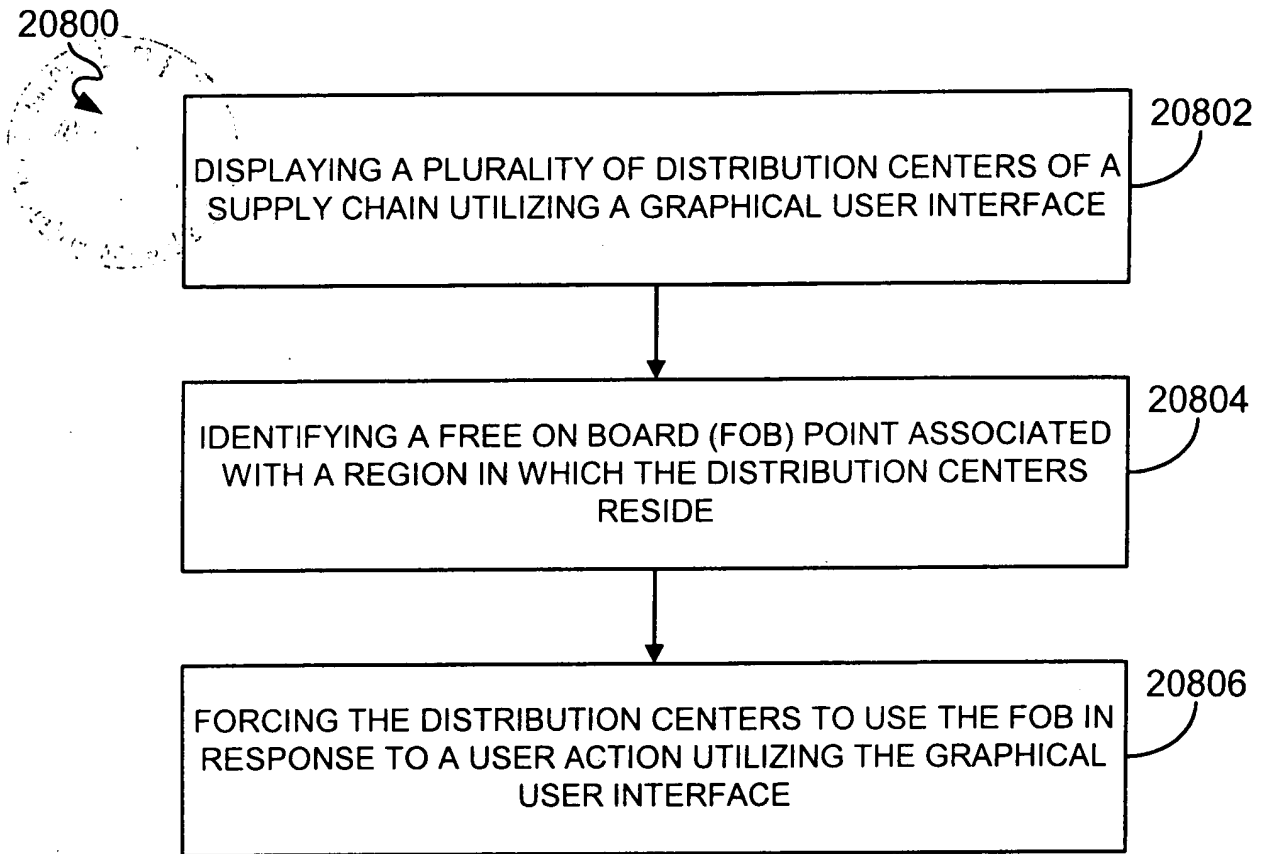 20800
20802
DISPLAYING A PLURALITY OF DISTRIBUTION CENTERS OF A
SUPPLY CHAIN UTILIZING A GRAPHICAL USER INTERFACE
20804
IDENTIFYING A FREE ON BOARD (FOB) POINT ASSOCIATED
WITH A REGION IN WHICH THE DISTRIBUTION CENTERS
RESIDE
20806
FORCING THE DISTRIBUTION CENTERS TO USE THE FOB IN
RESPONSE TO A USER ACTION UTILIZING THE GRAPHICAL
USER INTERFACE